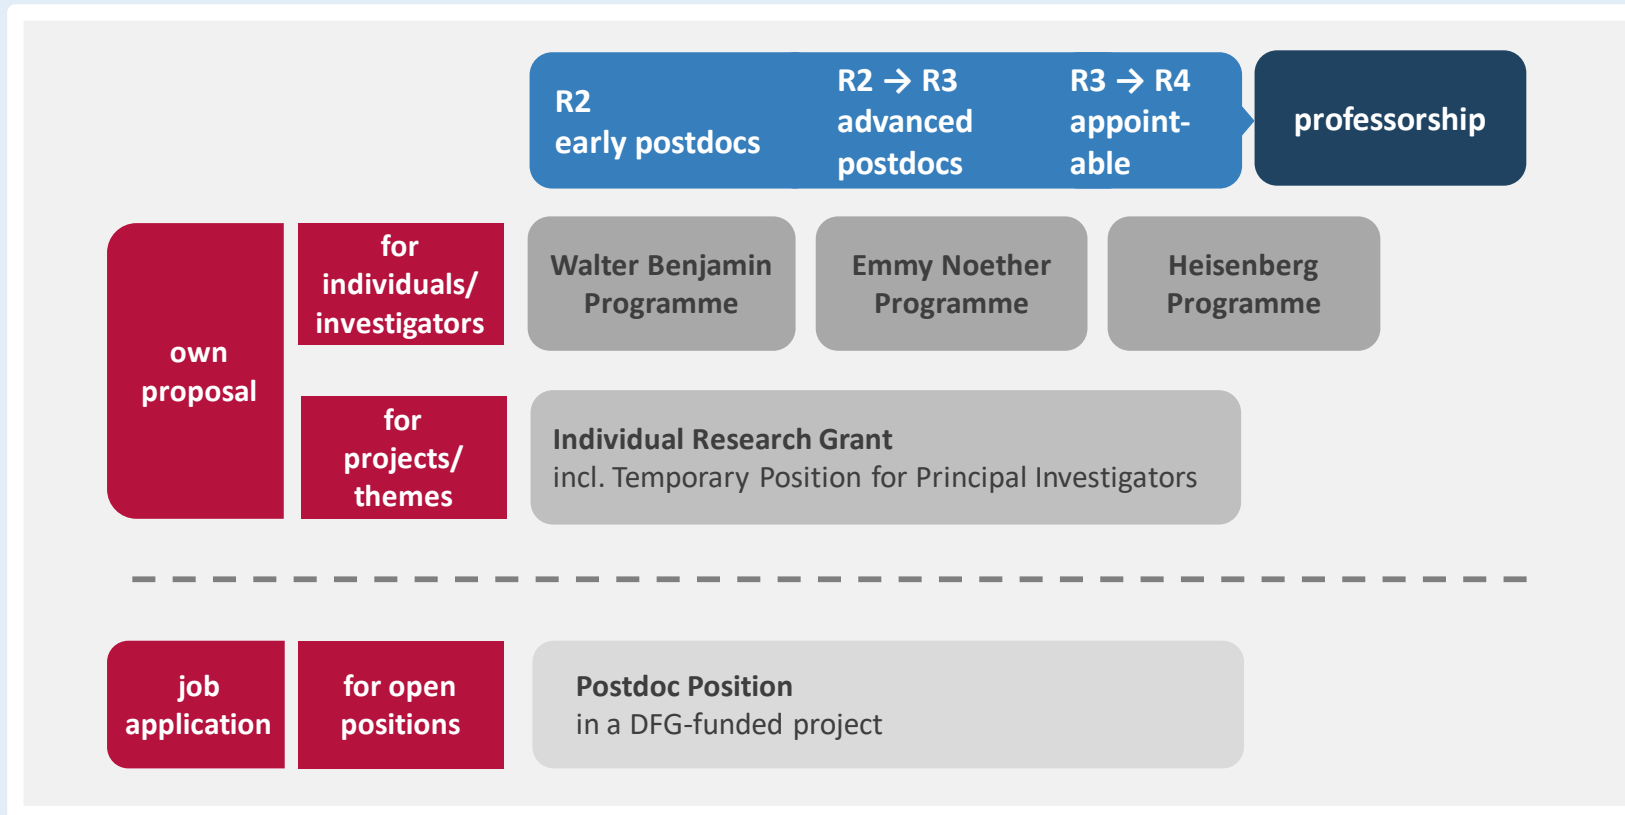 R2
early postdocs
R2 → R3
advanced
postdocs
R3 → R4
appoint-
able
professorship
own
proposal
for
individuals/
investigators
Walter Benjamin
Programme
Emmy Noether
Programme
Heisenberg
Programme
for
projects/
themes
Individual Research Grant
incl. Temporary Position for Principal Investigators
job
application
for open
positions
Postdoc Position
in a DFG-funded project